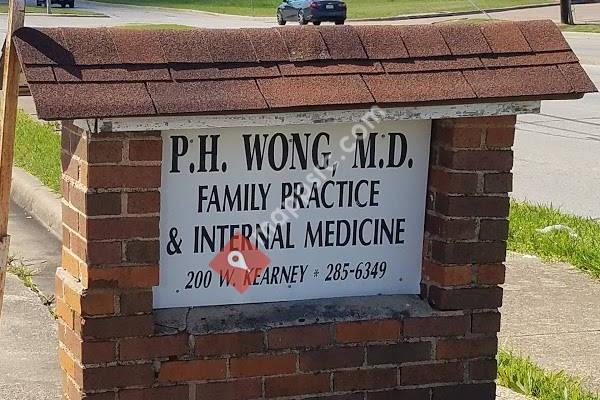 P.H. WONG, M.D.
FAMILY PRACTICE
& INTERNAL MEDICINE
200 W. KEARNEY * 285-6349